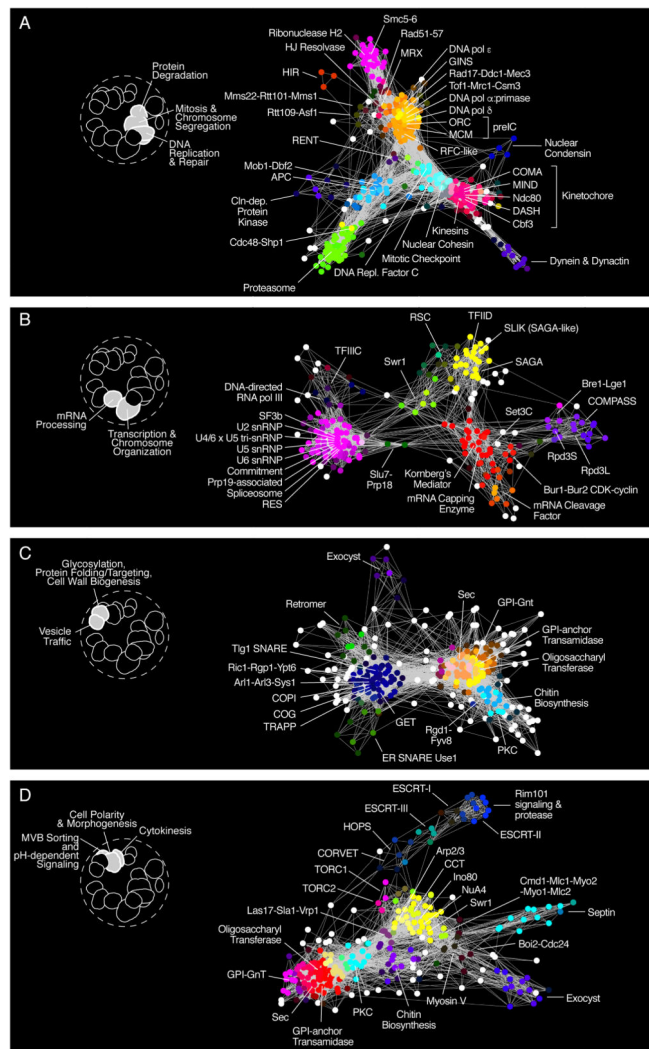 A
Protein
Degradation
Mitosis &
Chromosome
Segregation
DNA
Replication
& Repair
Smc5-6
Ribonuclease H2
Rad51-57
HJ Resolvase
MRX
HIR
Mms22-Rtt101-Mms1
Rtt109-Asf1
RENT
Mob1-Dbf2
APC
Cln-dep.
Protein
Kinase
Cdc48-Shp1
Proteasome
DNA pol ε
GINS
Rad17-Ddc1-Mec3
Tof1-Mrc1-Csm3
DNA pol α:primase
DNA pol δ
ORC
MCM
preIC
RFC-like
Nuclear
Condensin
COMA
MIND
Ndc80
DASH
Cbf3
Kinetochore
Kinesins
Nuclear Cohesin
Mitotic Checkpoint
DNA Repl. Factor C
Dynein & Dynactin
B
mRNA
Processing
Transcription &
Chromosome
Organization
TFIIIC
DNA-directed
RNA pol III
SF3b
U2 snRNP
U4/6 x U5 tri-snRNP
U5 snRNP
U6 snRNP
Commitment
Prp19-associated
Spliceosome
RES
RSC
TFIID
SLIK (SAGA-like)
Swr1
SAGA
Bre1-Lge1
COMPASS
Set3C
Slu7-
Prp18
Kornberg's
Mediator
mRNA Capping
Enzyme
Rpd3S
Rpd3L
Bur1-Bur2 CDK-cyclin
mRNA Cleavage
Factor
C
Glycosylation,
Protein Folding/Targeting,
Cell Wall Biogenesis
Vesicle
Traffic
Exocyst
Retromer
Tlg1 SNARE
Ric1-Rgp1-Ypt6
Arl1-Arl3-Sys1
COPI
COG
TRAPP
Sec
GPI-Gnt
GPI-anchor
Transamidase
Oligosaccharyl
Transferase
Chitin
Biosynthesis
GET
Rgd1-
Fyv8
PKC
ER SNARE Use1
D
Cell Polarity
& Morphogenesis
Cytokinesis
MVB Sorting
and
pH-dependent
Signaling
ESCRT-I
ESCRT-III
HOPS
CORVET
TORC1
TORC2
Las17-Sla1-Vrp1
Oligosaccharyl
Transferase
GPI-GnT
Sec
GPI-anchor
Transamidase
Rim101
signaling &
protease
ESCRT-II
Arp2/3
CCT
Ino80
NuA4
Swr1
Cmd1-Mlc1-Myo2
-Myo1-Mlc2
Septin
Boi2-Cdc24
PKC
Chitin
Biosynthesis
Myosin V
Exocyst